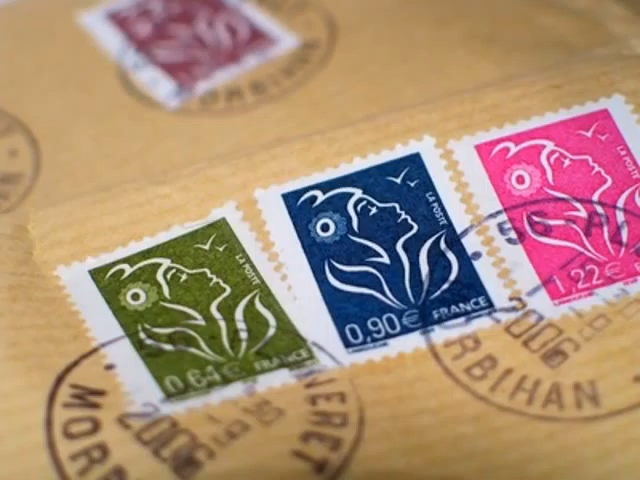 RBIHAN
LA POSTE
FRANCE
0,64€
LA POSTE
FRANCE
0,90€
LA POSTE
1,22€
NERET
2006
MORB
56 P
2006
RBIHAN